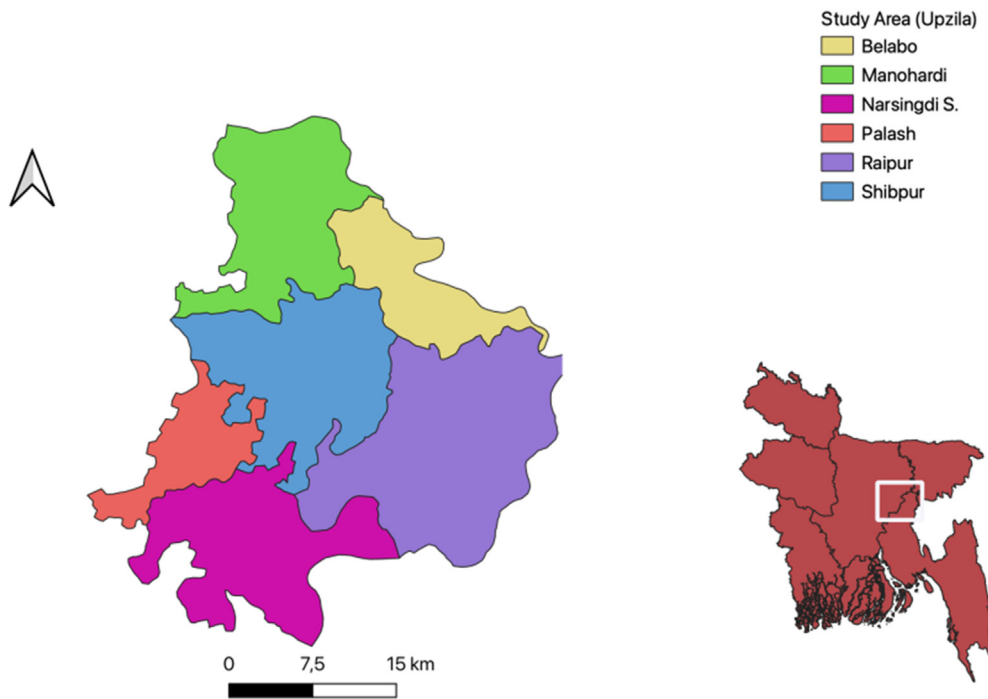 Study Area (Upzila)
Belabo
Manohardi
Narsingdi S.
Palash
Raipur
Shibpur
0 7,5 15 km